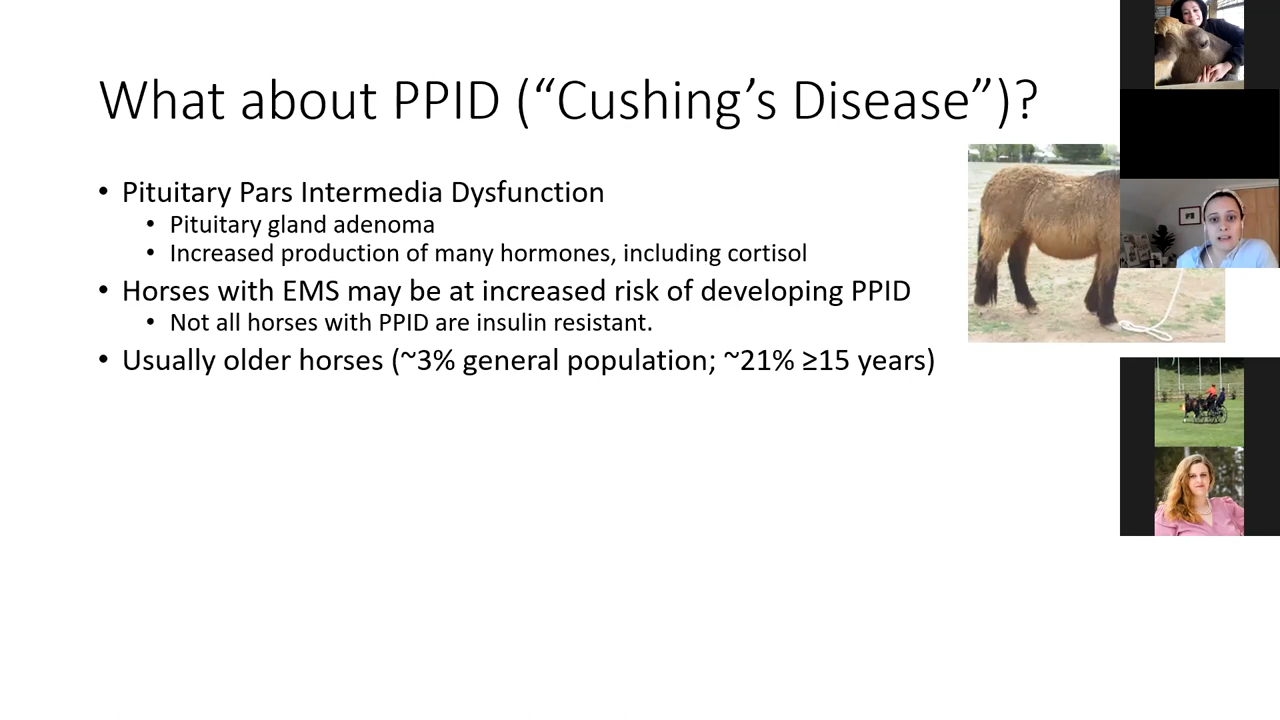 What about PPID (“Cushing’s Disease”)?
• Pituitary Pars Intermedia Dysfunction
• Pituitary gland adenoma
• Increased production of many hormones, including cortisol
• Horses with EMS may be at increased risk of developing PPID
• Not all horses with PPID are insulin resistant.
• Usually older horses (~3% general population; ~21% ≥15 years)